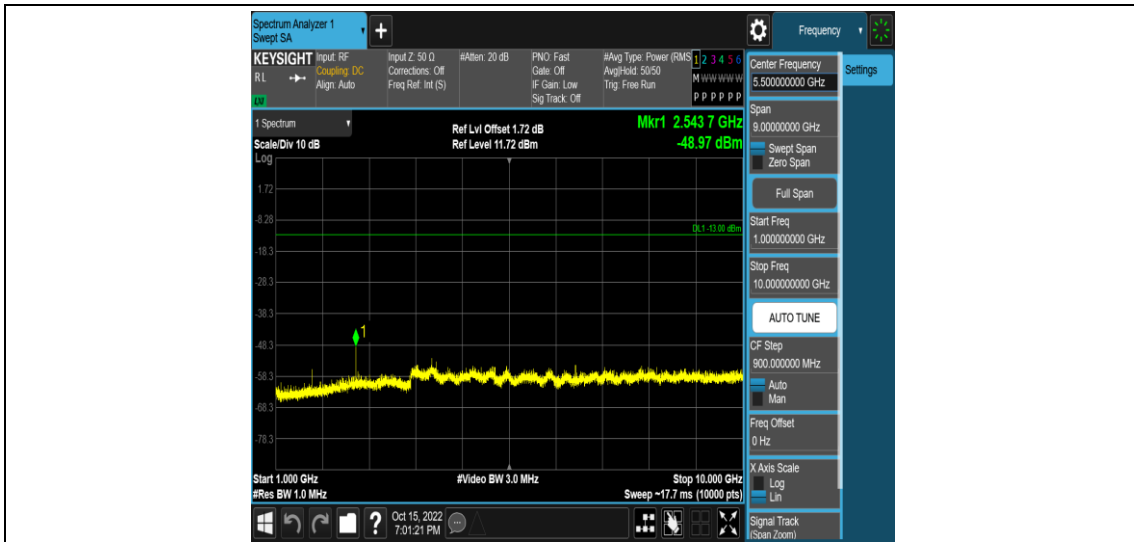 Spectrum Analyzer 1
Swept SA
+
Frequency
KEYSIGHT
RL
LXI
Input: RF
Coupling: DC
Align: Auto
Input Z: 50 Ω
Corrections: Off
Freq Ref: Int (S)
#Atten: 20 dB
PNO: Fast
Gate: Off
IF Gain: Low
Sig Track: Off
#Avg Type: Power (RMS
Avg|Hold: 50/50
Trig: Free Run
1 2 3 4 5 6
M W W W W W
P P P P P P
1 Spectrum
Scale/Div 10 dB
Ref Lvl Offset 1.72 dB
Ref Level 11.72 dBm
Mkr1 2.543 7 GHz
-48.97 dBm
Log
1.72
-8.28
-18.3
-28.3
-38.3
-48.3
-58.3
-68.3
-78.3
DL1 -13.00 dBm
1
Start 1.000 GHz
#Res BW 1.0 MHz
#Video BW 3.0 MHz
Stop 10.000 GHz
Sweep ~17.7 ms (10000 pts)
Center Frequency
5.500000000 GHz
Settings
Span
9.00000000 GHz
Swept Span
Zero Span
Full Span
Start Freq
1.000000000 GHz
Stop Freq
10.000000000 GHz
AUTO TUNE
CF Step
900.000000 MHz
Auto
Man
Freq Offset
0 Hz
X Axis Scale
Log
Lin
Signal Track
(Span Zoom)
?
Oct 15, 2022
7:01:21 PM